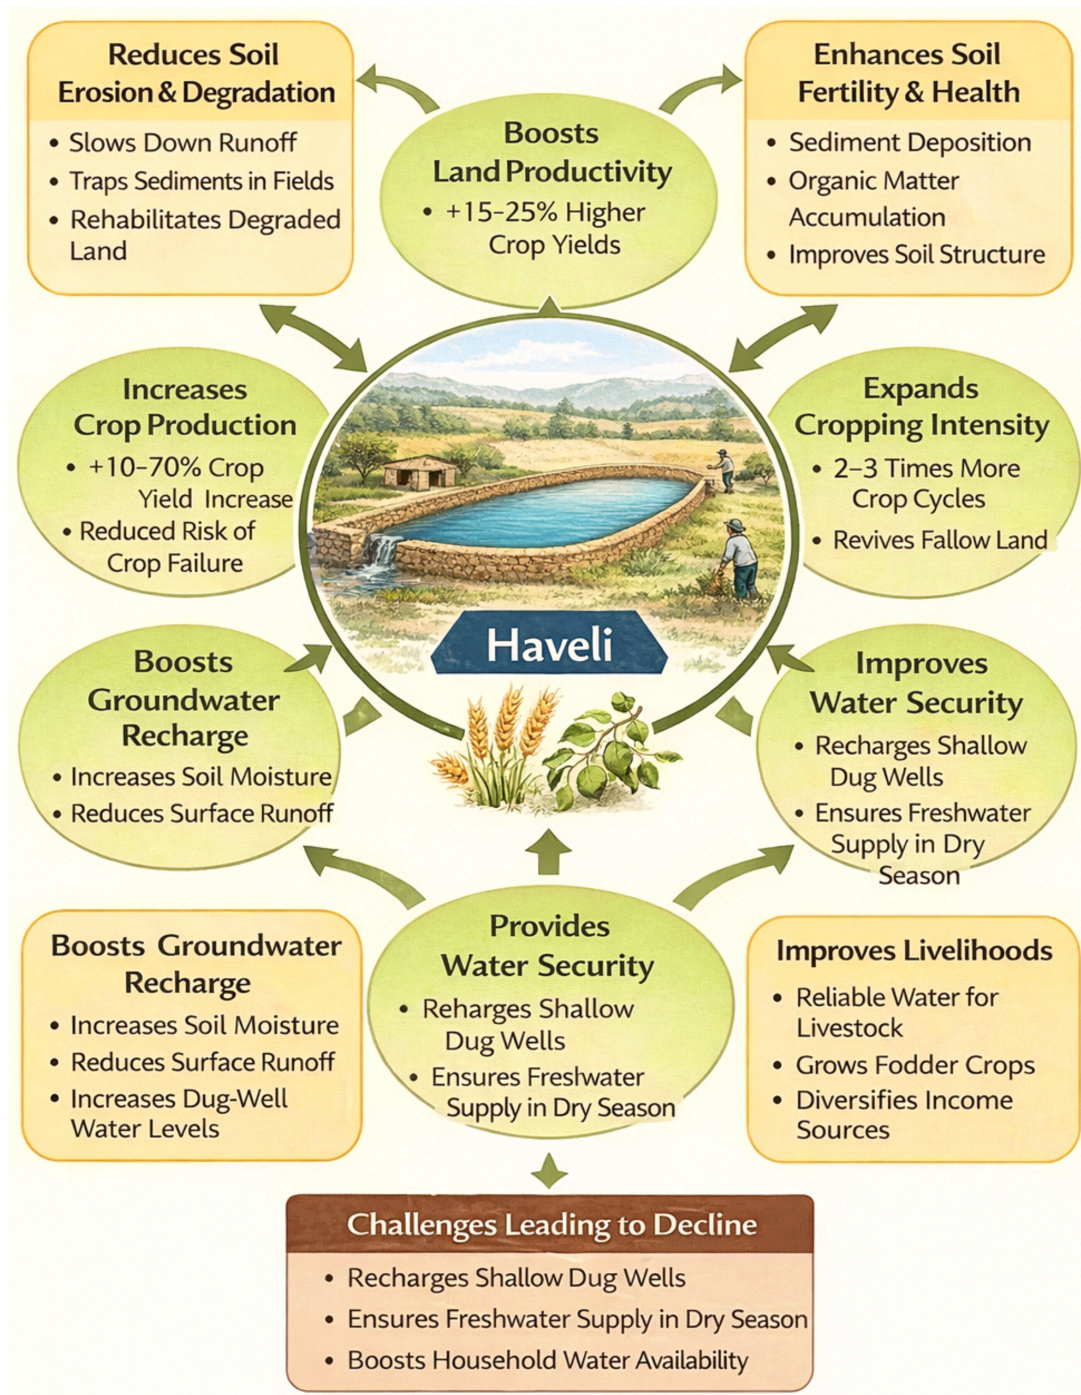 Reduces Soil
Erosion & Degradation
• Slows Down Runoff
• Traps Sediments in Fields
• Rehabilitates Degraded
Land
Boosts
Land Productivity
• +15–25% Higher
Crop Yields
Enhances Soil
Fertility & Health
• Sediment Deposition
• Organic Matter
Accumulation
• Improves Soil Structure
Increases
Crop Production
• +10–70% Crop
Yield Increase
• Reduced Risk of
Crop Failure
Expands
Cropping Intensity
• 2–3 Times More
Crop Cycles
• Revives Fallow Land
Haveli
Boosts
Groundwater
Recharge
• Increases Soil Moisture
• Reduces Surface Runoff
Improves
Water Security
• Recharges Shallow
Dug Wells
• Ensures Freshwater
Supply in Dry
Season
Boosts Groundwater
Recharge
• Increases Soil Moisture
• Reduces Surface Runoff
• Increases Dug-Well
Water Levels
Provides
Water Security
• Reharges Shallow
Dug Wells
• Ensures Freshwater
Supply in Dry Season
Improves Livelihoods
• Reliable Water for
Livestock
• Grows Fodder Crops
• Diversifies Income
Sources
Challenges Leading to Decline
• Recharges Shallow Dug Wells
• Ensures Freshwater Supply in Dry Season
• Boosts Household Water Availability